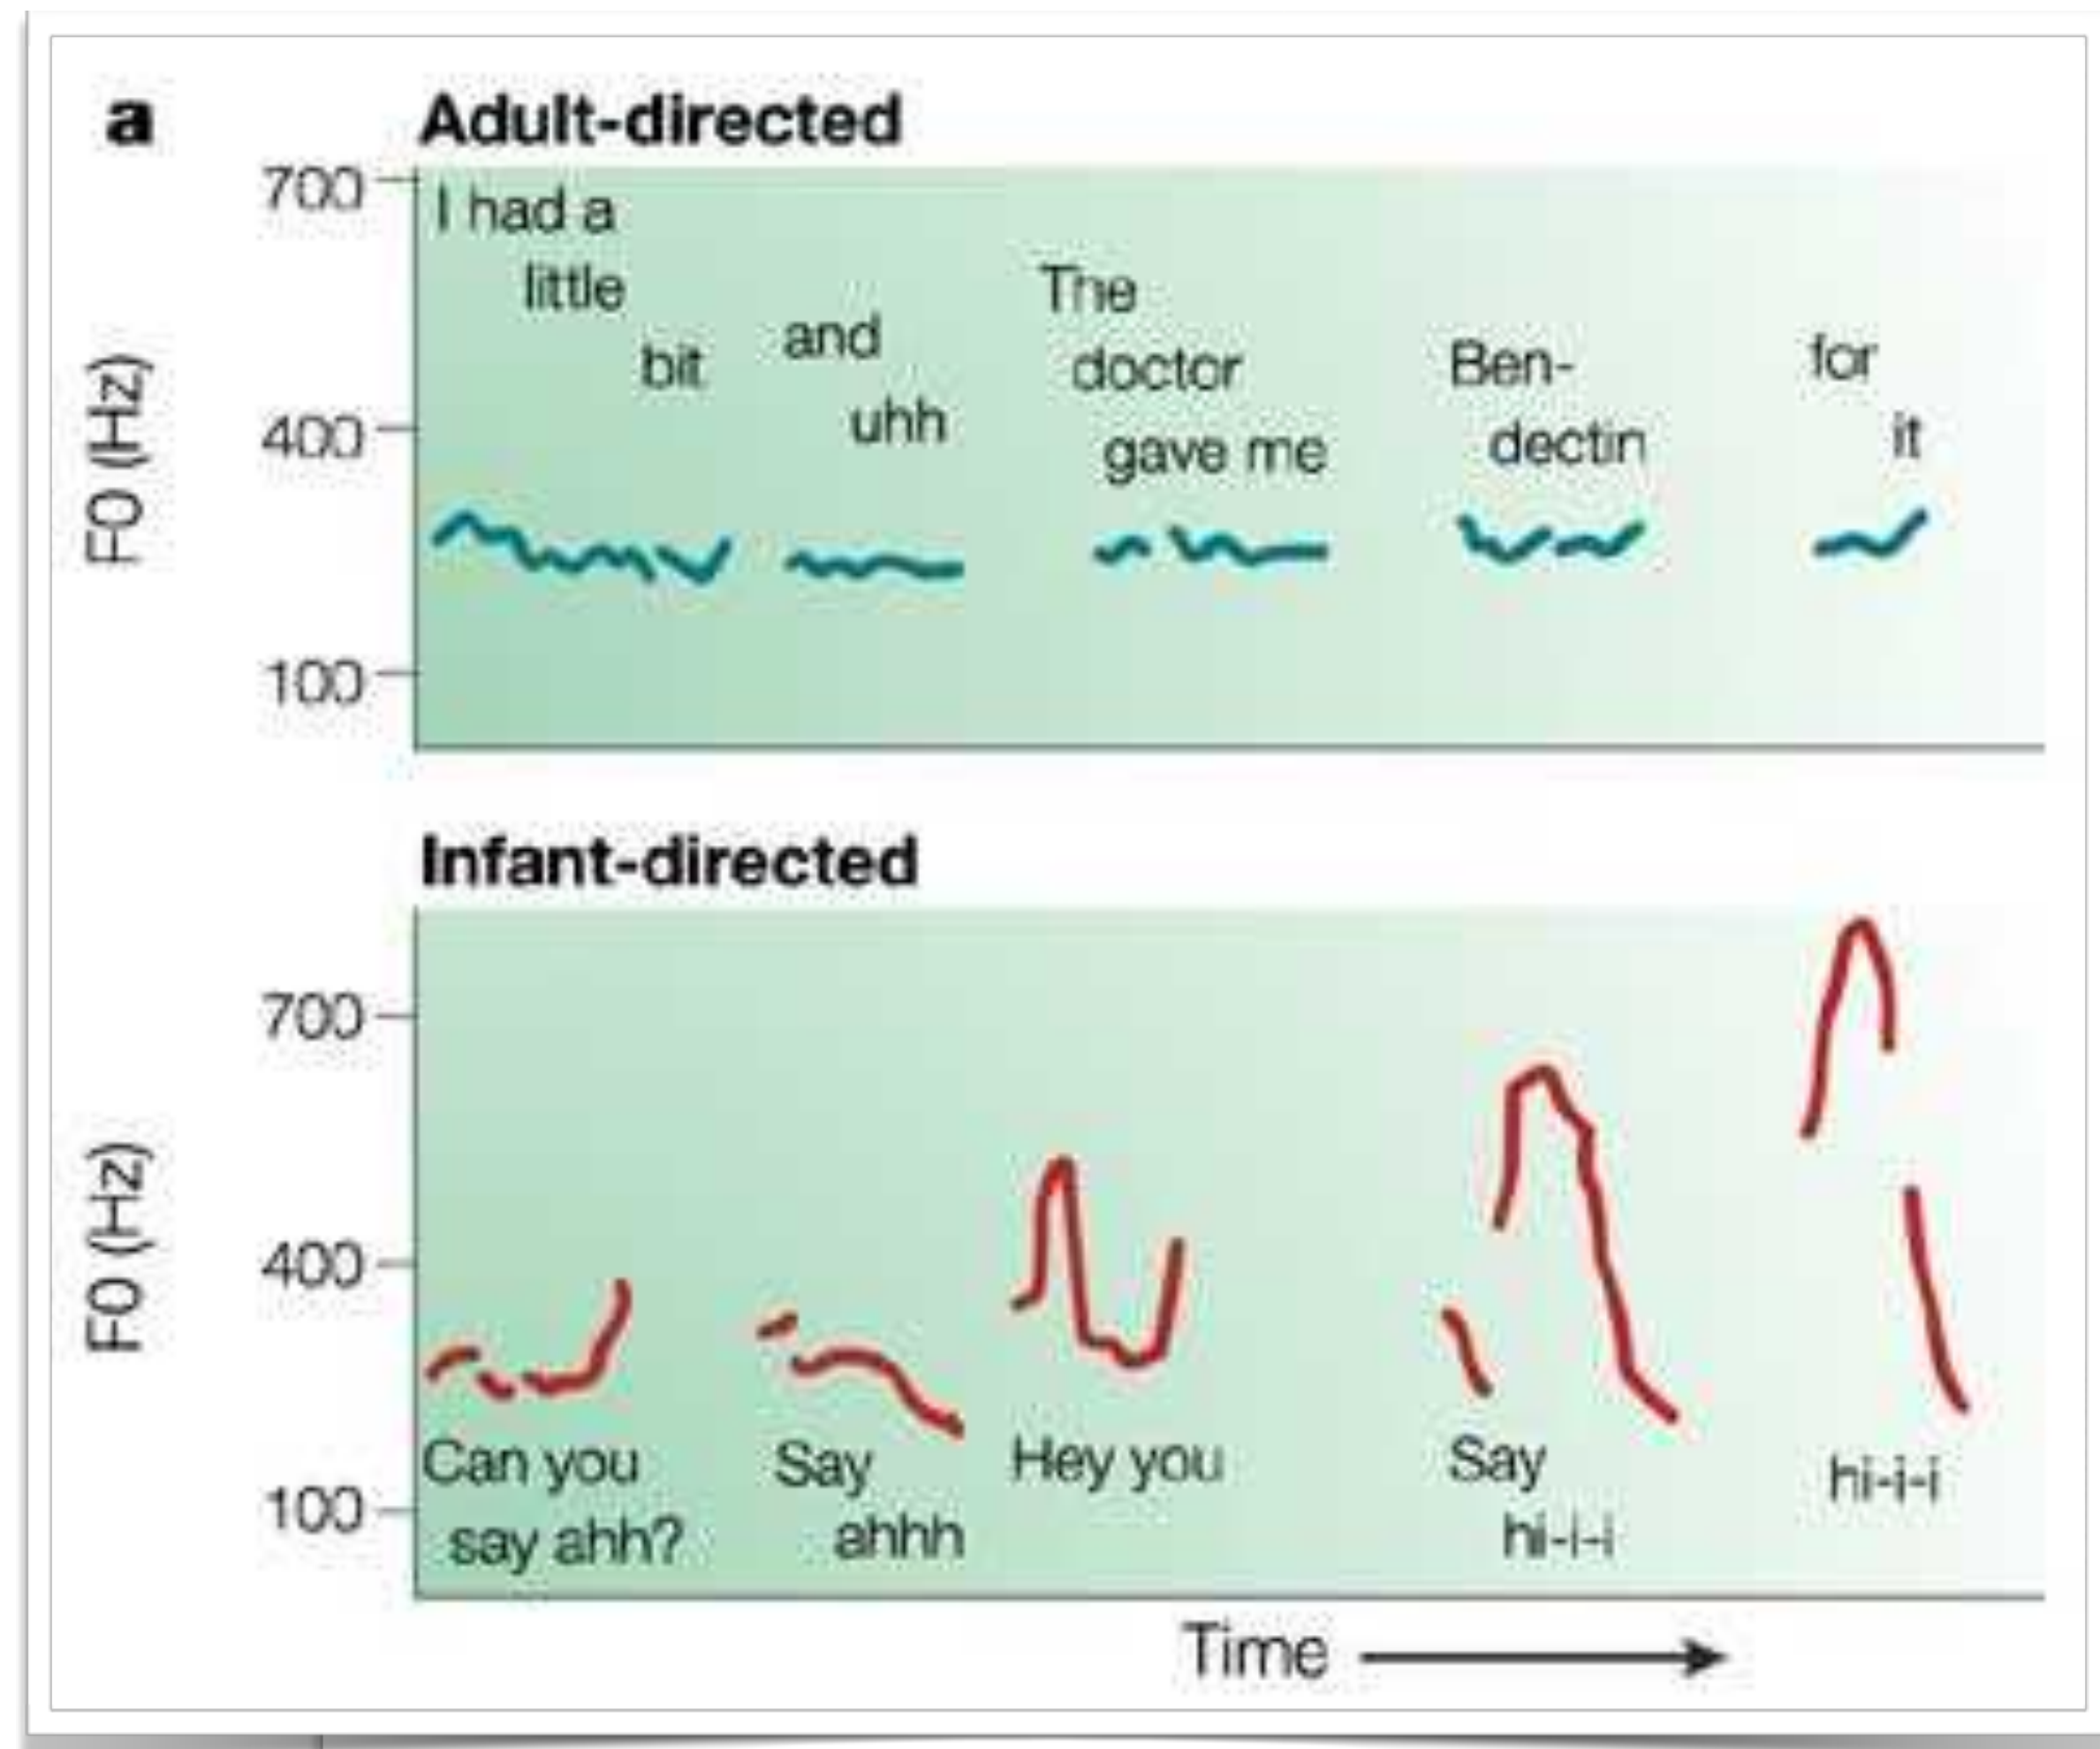 a
Adult-directed
700
400
100
F0 (Hz)
I had a
little
bit
and
uhh
The
doctor
gave me
Ben-
dectin
for
it
Infant-directed
700
400
100
F0 (Hz)
Can you
say ahh?
Say
ahhh
Hey you
Say
hi-i-i
hi-i-i
Time